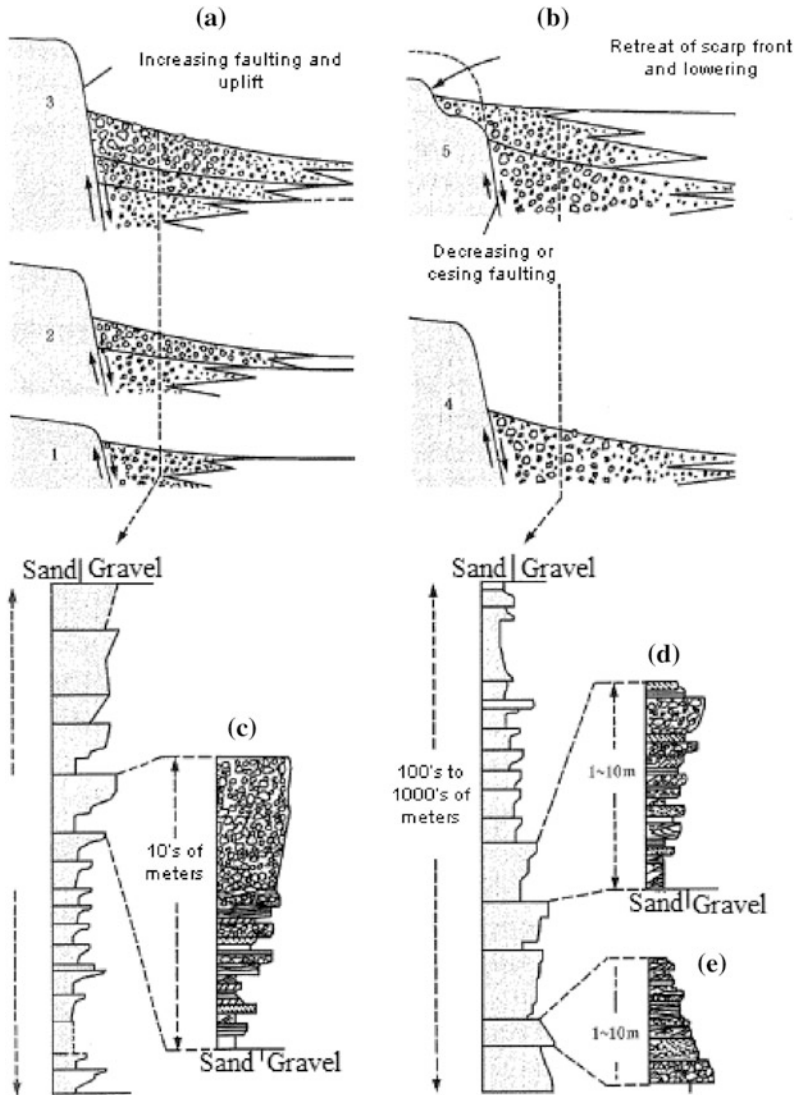 (a)
Increasing faulting and
uplift
3
2
1
(b)
Retreat of scarp front
and lowering
5
Decreasing or
cesing faulting
4
Sand Gravel
(c)
10's of
meters
Sand Gravel
Sand Gravel
100's to
1000's of
meters
(d)
1~10m
Sand Gravel
(e)
1~10m